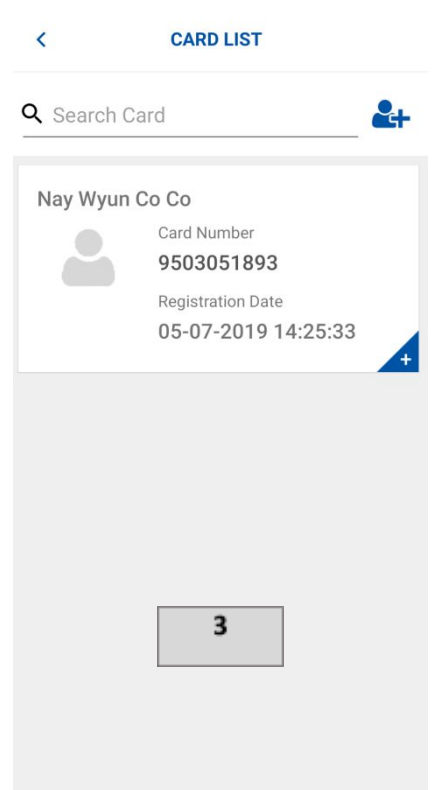 CARD LIST
Search Card
Nay Wyun Co Co
Card Number
9503051893
Registration Date
05-07-2019 14:25:33
3